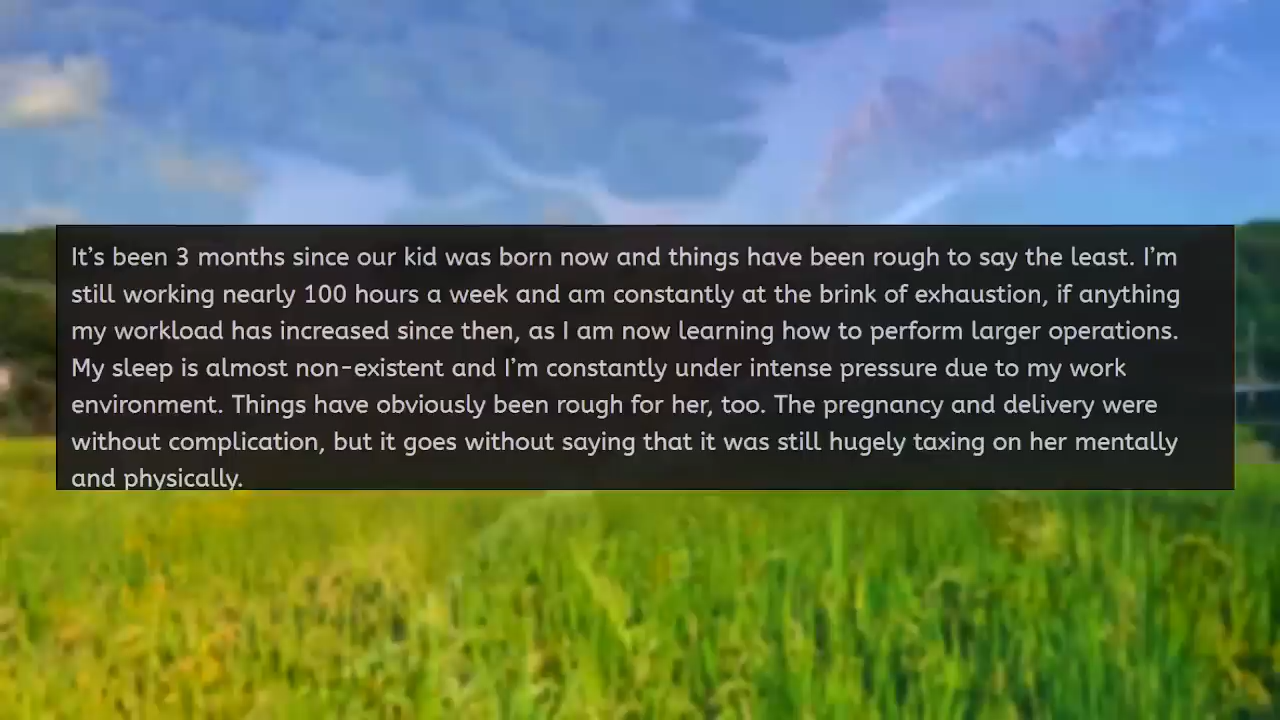 It’s been 3 months since our kid was born now and things have been rough to say the least. I’m
still working nearly 100 hours a week and am constantly at the brink of exhaustion, if anything
my workload has increased since then, as I am now learning how to perform larger operations.
My sleep is almost non-existent and I’m constantly under intense pressure due to my work
environment. Things have obviously been rough for her, too. The pregnancy and delivery were
without complication, but it goes without saying that it was still hugely taxing on her mentally
and physically.